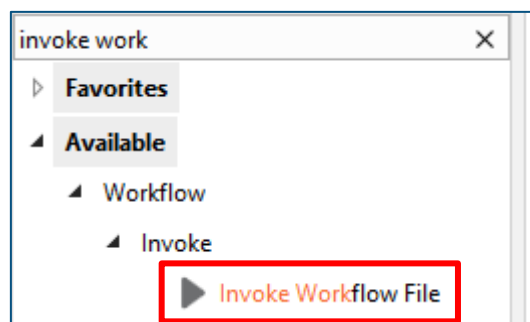 invoke work
Favorites
Available
Workflow
Invoke
Invoke Workflow File